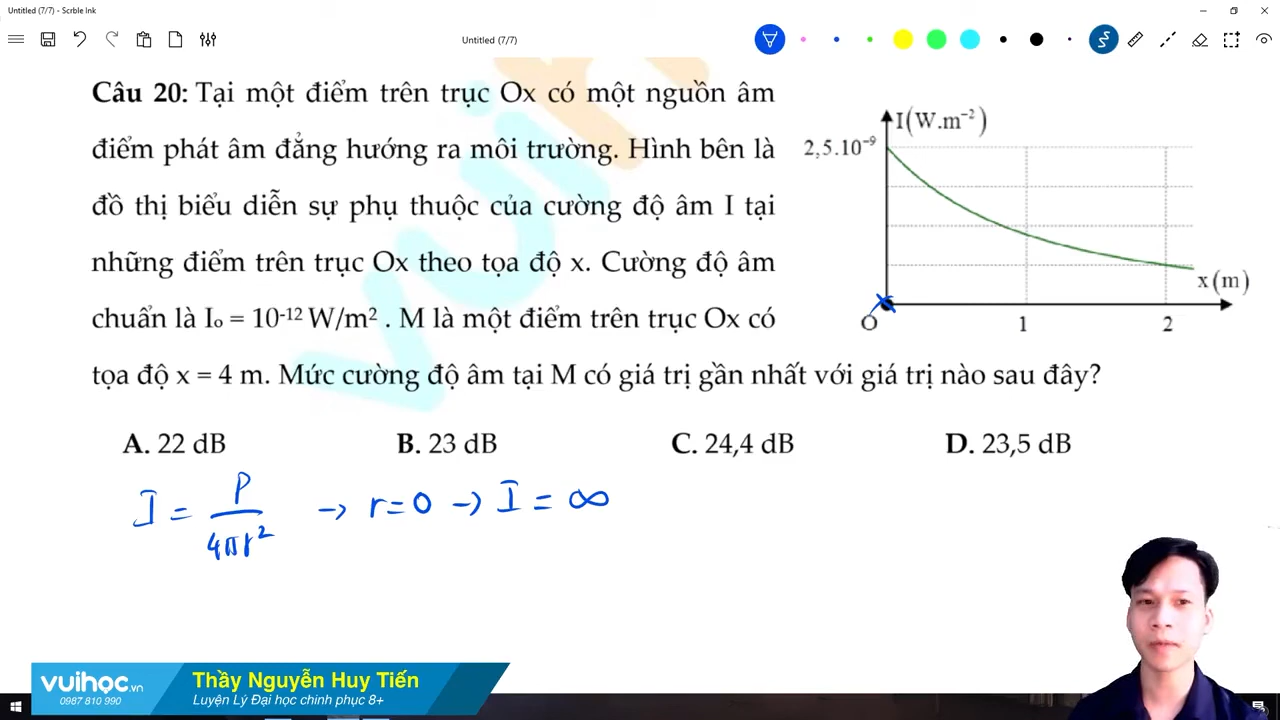 Untitled (7/7) - Scrble Ink
Untitled (7/7)
Câu 20: Tại một điểm trên trục Ox có một nguồn âm
điểm phát âm đẳng hướng ra môi trường. Hình bên là
đồ thị biểu diễn sự phụ thuộc của cường độ âm I tại
những điểm trên trục Ox theo tọa độ x. Cường độ âm
chuẩn là I₀ = 10⁻¹² W/m² . M là một điểm trên trục Ox có
tọa độ x = 4 m. Mức cường độ âm tại M có giá trị gần nhất với giá trị nào sau đây?
I(W.m⁻²)
2,5.10⁻⁹
x(m)
O 1 2
A. 22 dB B. 23 dB C. 24,4 dB D. 23,5 dB
I = P / 4πr² → r=0 → I = ∞
vuihọc.vn
0987 810 990
Thầy Nguyễn Huy Tiến
Luyện Lý Đại học chinh phục 8+